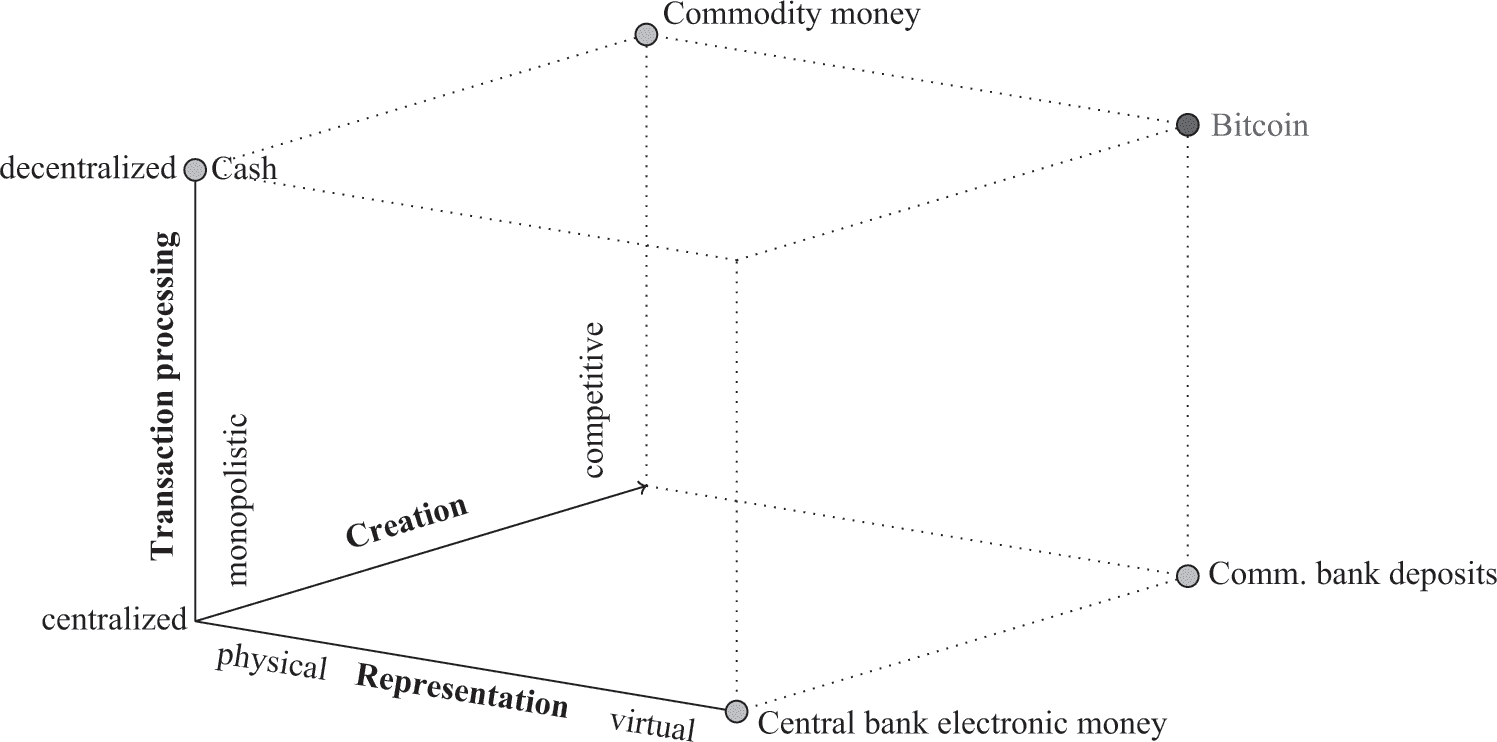 Commodity money
Bitcoin
decentralized
Cash
Transaction processing
monopolistic
competitive
Creation
centralized
Comm. bank deposits
physical
Representation
virtual
Central bank electronic money